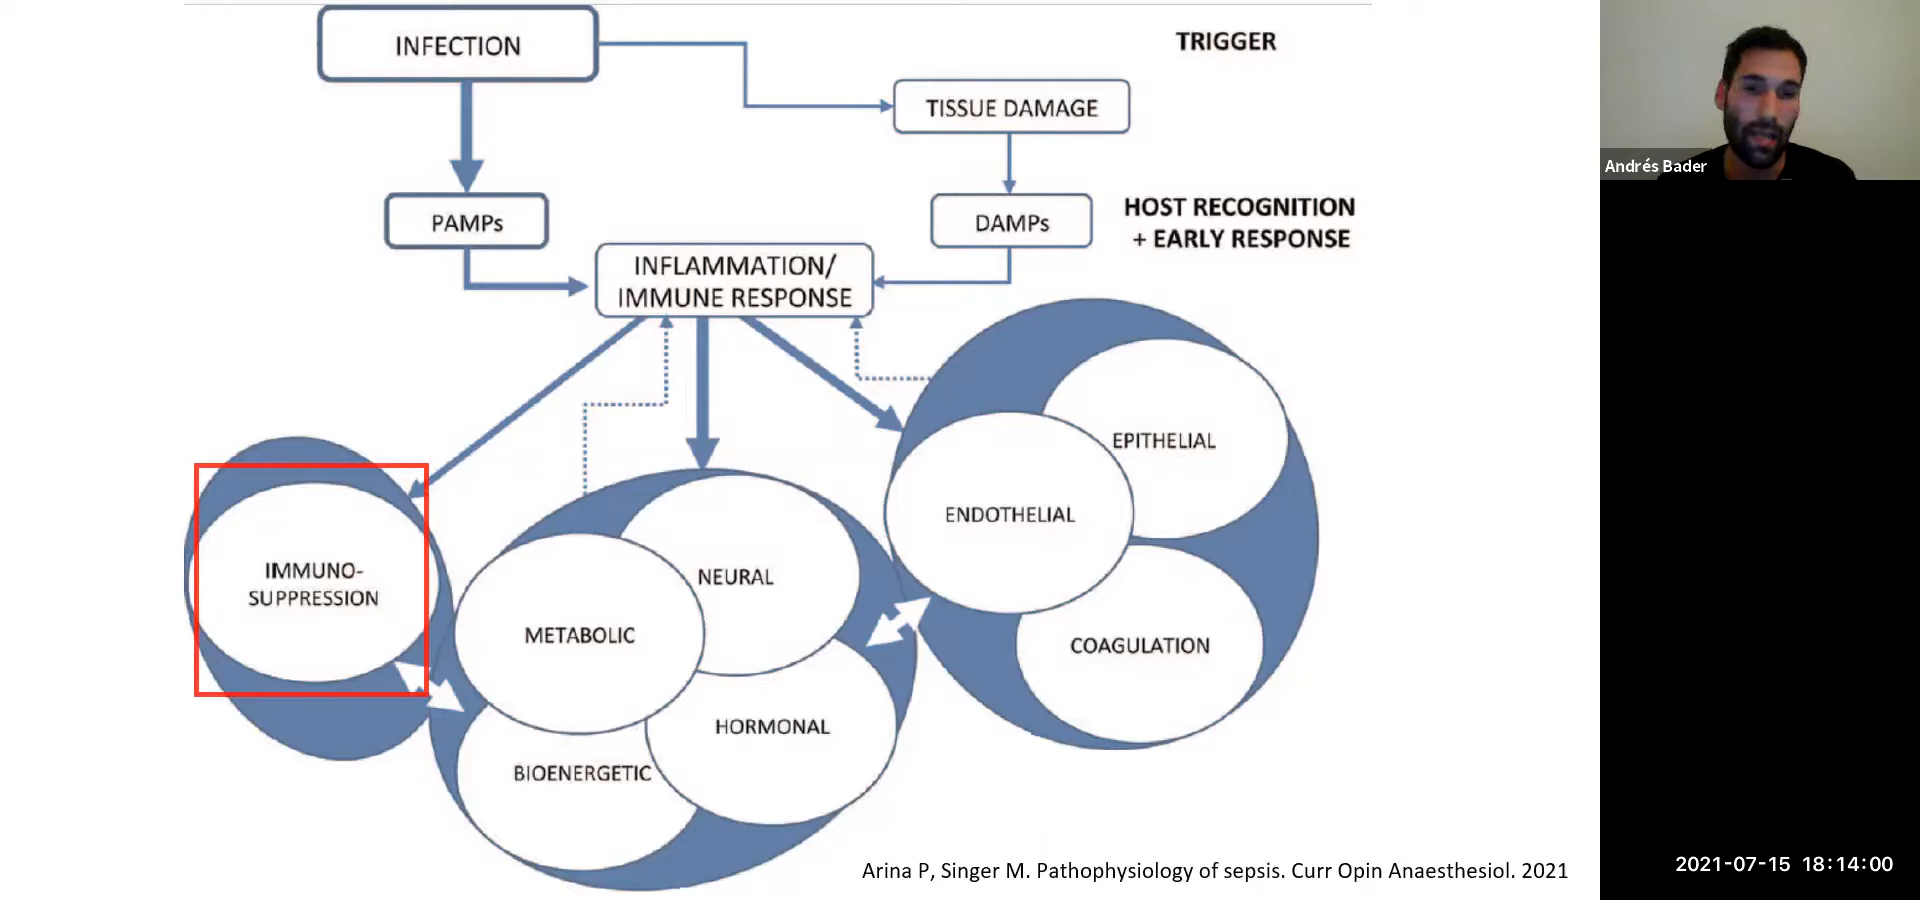 INFECTION
TRIGGER
TISSUE DAMAGE
Andrés Bader
PAMPs
DAMPs
HOST RECOGNITION
+ EARLY RESPONSE
INFLAMMATION/
IMMUNE RESPONSE
EPITHELIAL
ENDOTHELIAL
IMMUNO-
SUPPRESSION
NEURAL
METABOLIC
COAGULATION
HORMONAL
BIOENERGETIC
Arina P, Singer M. Pathophysiology of sepsis. Curr Opin Anaesthesiol. 2021
2021-07-15 18:14:00